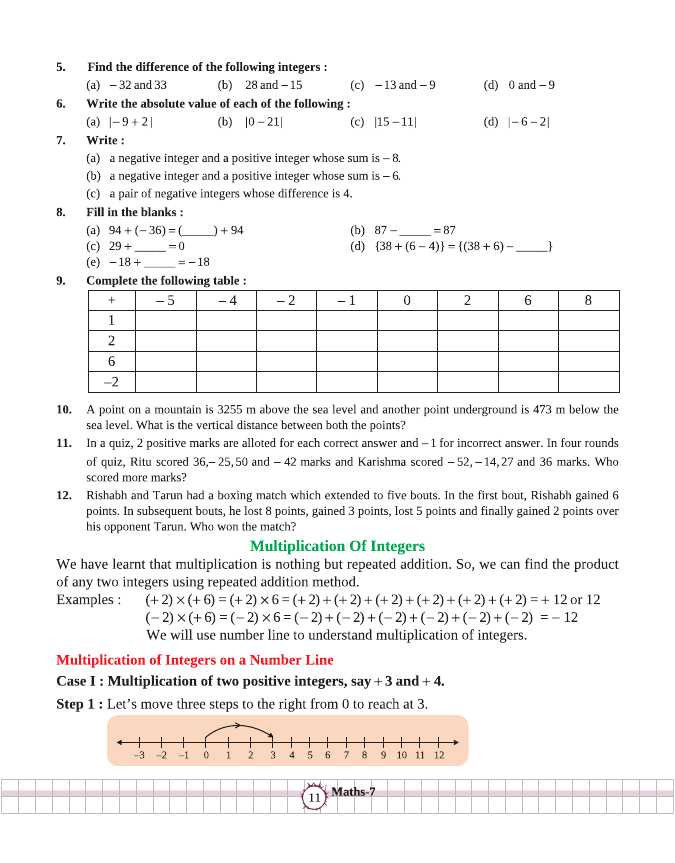 5. Find the difference of the following integers :
(a) – 32 and 33 (b) 28 and – 15 (c) – 13 and – 9 (d) 0 and – 9
6. Write the absolute value of each of the following :
(a) |– 9 + 2| (b) |0 – 21| (c) |15 – 11| (d) |– 6 – 2|
7. Write :
(a) a negative integer and a positive integer whose sum is – 8.
(b) a negative integer and a positive integer whose sum is – 6.
(c) a pair of negative integers whose difference is 4.
8. Fill in the blanks :
(a) 94 + (– 36) = (_____) + 94 (b) 87 – _____ = 87
(c) 29 + _____ = 0 (d) {38 + (6 – 4)} = {(38 + 6) – _____}
(e) – 18 + _____ = – 18
9. Complete the following table :
+ – 5 – 4 – 2 – 1 0 2 6 8
1
2
6
–2
10. A point on a mountain is 3255 m above the sea level and another point underground is 473 m below the
sea level. What is the vertical distance between both the points?
11. In a quiz, 2 positive marks are alloted for each correct answer and – 1 for incorrect answer. In four rounds
of quiz, Ritu scored 36,– 25, 50 and – 42 marks and Karishma scored – 52, – 14, 27 and 36 marks. Who
scored more marks?
12. Rishabh and Tarun had a boxing match which extended to five bouts. In the first bout, Rishabh gained 6
points. In subsequent bouts, he lost 8 points, gained 3 points, lost 5 points and finally gained 2 points over
his opponent Tarun. Who won the match?
Multiplication Of Integers
We have learnt that multiplication is nothing but repeated addition. So, we can find the product
of any two integers using repeated addition method.
Examples : (+ 2) × (+ 6) = (+ 2) × 6 = (+ 2) + (+ 2) + (+ 2) + (+ 2) + (+ 2) + (+ 2) = + 12 or 12
(– 2) × (+ 6) = (– 2) × 6 = (– 2) + (– 2) + (– 2) + (– 2) + (– 2) + (– 2) = – 12
We will use number line to understand multiplication of integers.
Multiplication of Integers on a Number Line
Case I : Multiplication of two positive integers, say + 3 and + 4.
Step 1 : Let’s move three steps to the right from 0 to reach at 3.
–3 –2 –1 0 1 2 3 4 5 6 7 8 9 10 11 12
11 Maths-7